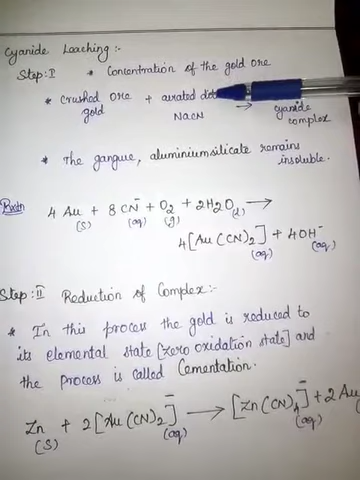 Cyanide Leaching :-
Step: I * Concentration of the gold ore
* Crushed ore + aerated → cyanide
gold NaCN complex
* The gangue, aluminium silicate remains
insoluble.
4 Au + 8 CN⁻ + O₂ + 2H₂O(l) →
(s) (aq) (g)
4[Au(CN)₂]⁻ + 4OH⁻
(aq) (aq)
Step: II Reduction of Complex :-
* In this process the gold is reduced to
its elemental state [zero oxidation state] and
the process is called Cementation.
Zn + 2[Au(CN)₂]⁻ → [Zn(CN)₄]⁻ + 2 Au
(s) (aq) (aq)